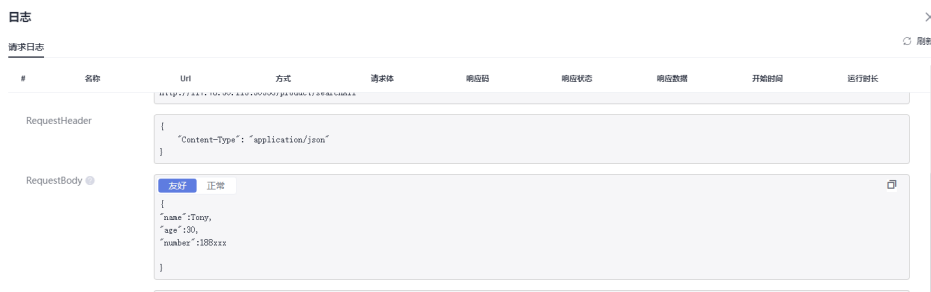 日志
请求日志
刷新
# 名称 Url 方式 请求体 响应码 响应状态 响应数据 开始时间 运行时长
RequestHeader
{
"Content-Type": "application/json"
}
RequestBody
友好 正常
{
"name":Tony,
"age":30,
"number":188xxx
}